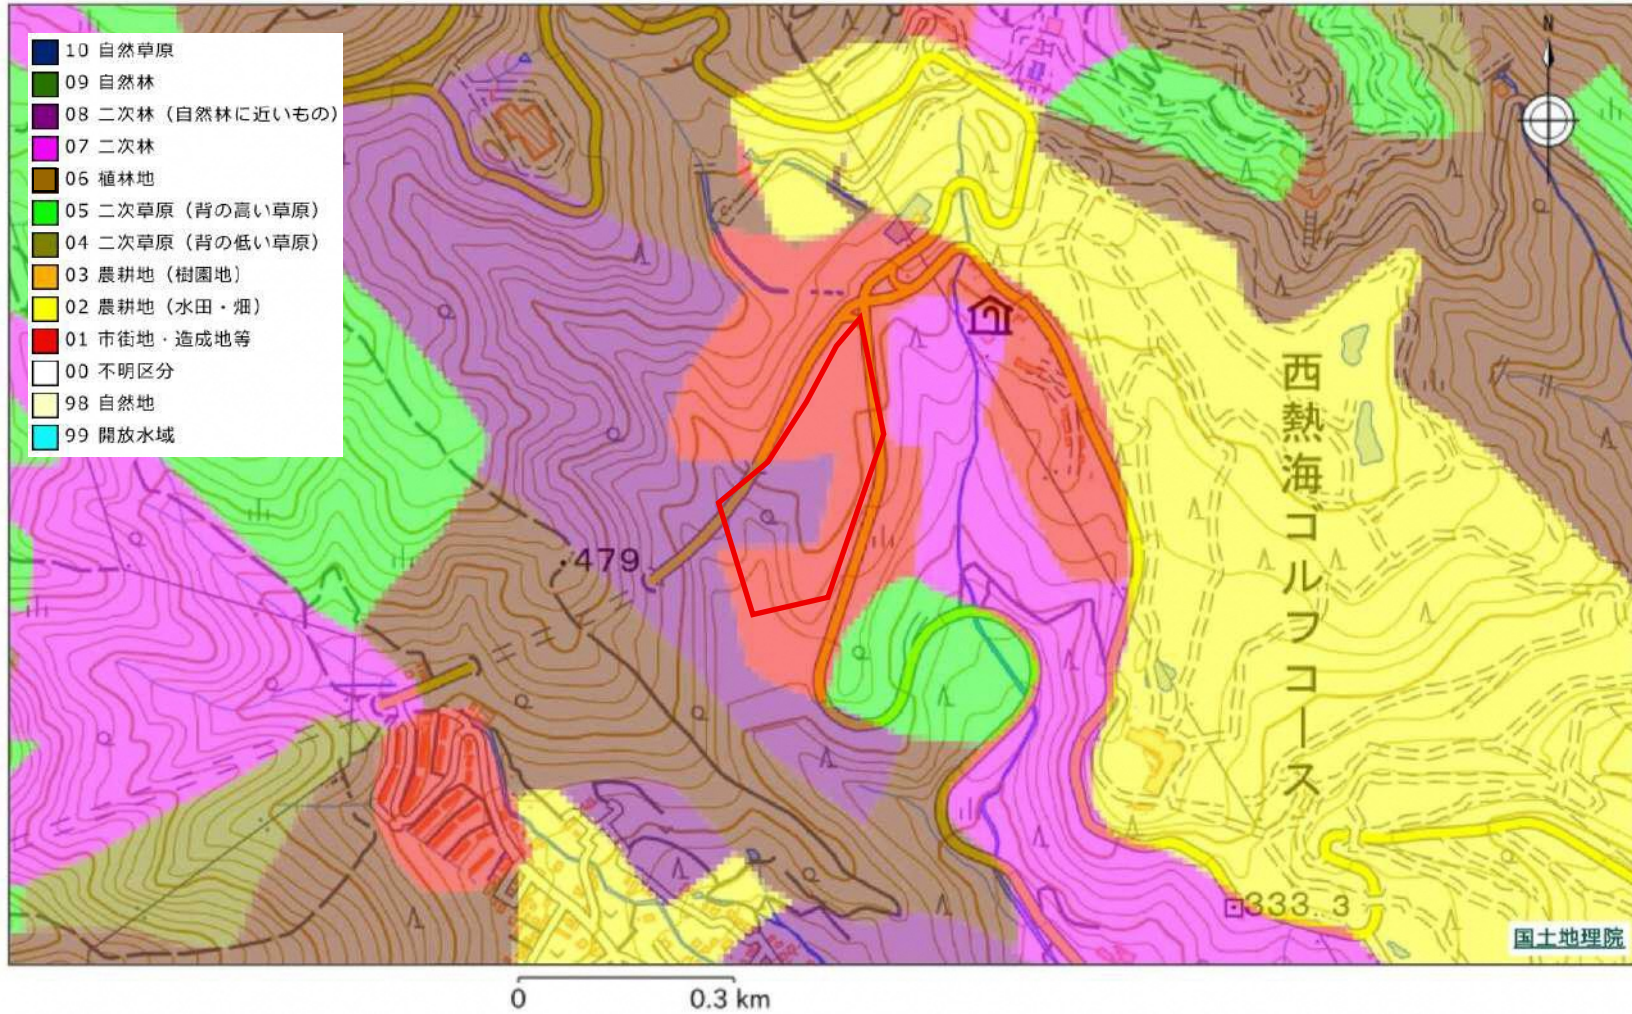 10 自然草原
09 自然林
08 二次林（自然林に近いもの）
07 二次林
06 植林地
05 二次草原（背の高い草原）
04 二次草原（背の低い草原）
03 農耕地（樹園地）
02 農耕地（水田・畑）
01 市街地・造成地等
00 不明区分
98 自然地
99 開放水域
N
西熱海ゴルフコース
479
333.3
国土地理院
0 0.3 km